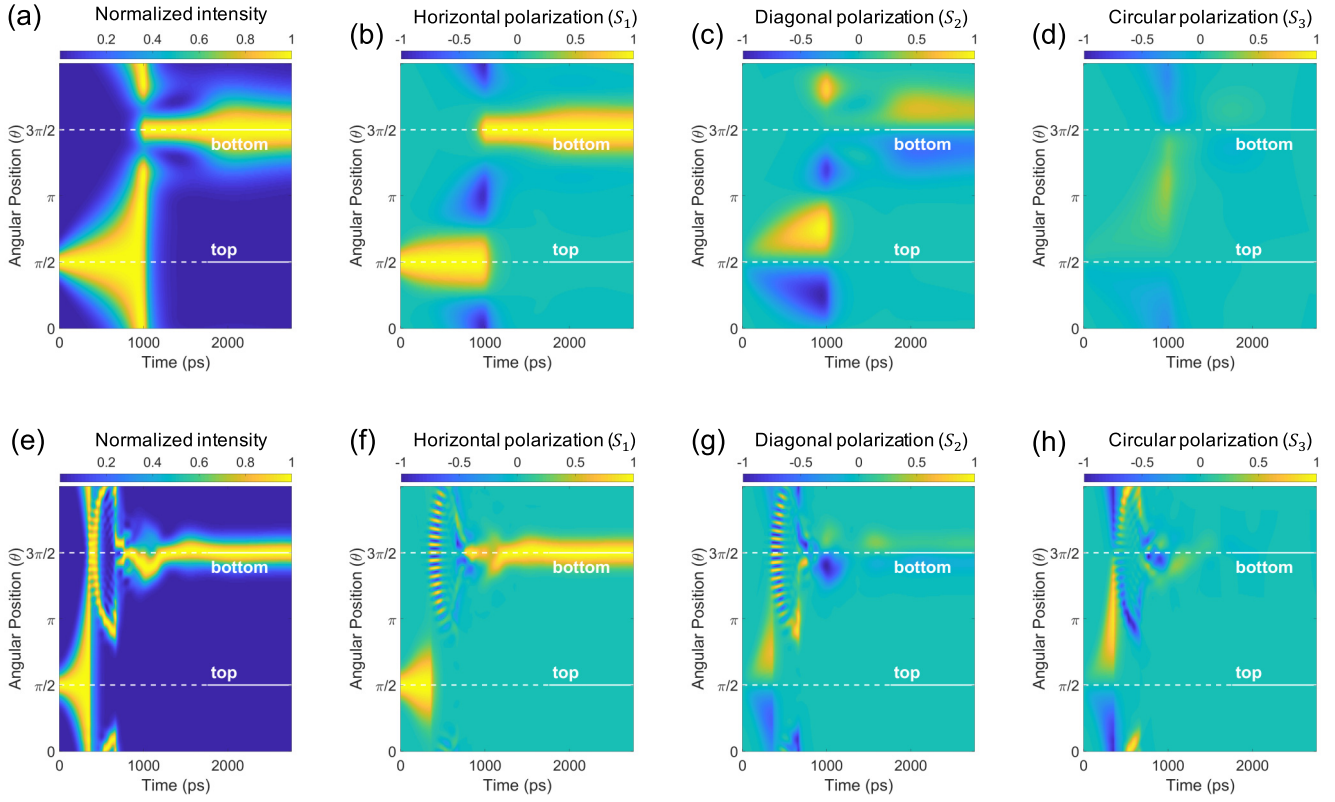 (a)
Normalized intensity
0.2 0.4 0.6 0.8 1
Angular Position (θ)
3π/2
π
π/2
0
bottom
top
0 1000 2000
Time (ps)
(b)
Horizontal polarization (S₁)
-1 -0.5 0 0.5 1
Angular Position (θ)
3π/2
π
π/2
0
bottom
top
0 1000 2000
Time (ps)
(c)
Diagonal polarization (S₂)
-1 -0.5 0 0.5 1
Angular Position (θ)
3π/2
π
π/2
0
bottom
top
0 1000 2000
Time (ps)
(d)
Circular polarization (S₃)
-1 -0.5 0 0.5 1
Angular Position (θ)
3π/2
π
π/2
0
bottom
top
0 1000 2000
Time (ps)
(e)
Normalized intensity
0.2 0.4 0.6 0.8 1
Angular Position (θ)
3π/2
π
π/2
0
bottom
top
0 1000 2000
Time (ps)
(f)
Horizontal polarization (S₁)
-1 -0.5 0 0.5 1
Angular Position (θ)
3π/2
π
π/2
0
bottom
top
0 1000 2000
Time (ps)
(g)
Diagonal polarization (S₂)
-1 -0.5 0 0.5 1
Angular Position (θ)
3π/2
π
π/2
0
bottom
top
0 1000 2000
Time (ps)
(h)
Circular polarization (S₃)
-1 -0.5 0 0.5 1
Angular Position (θ)
3π/2
π
π/2
0
bottom
top
0 1000 2000
Time (ps)